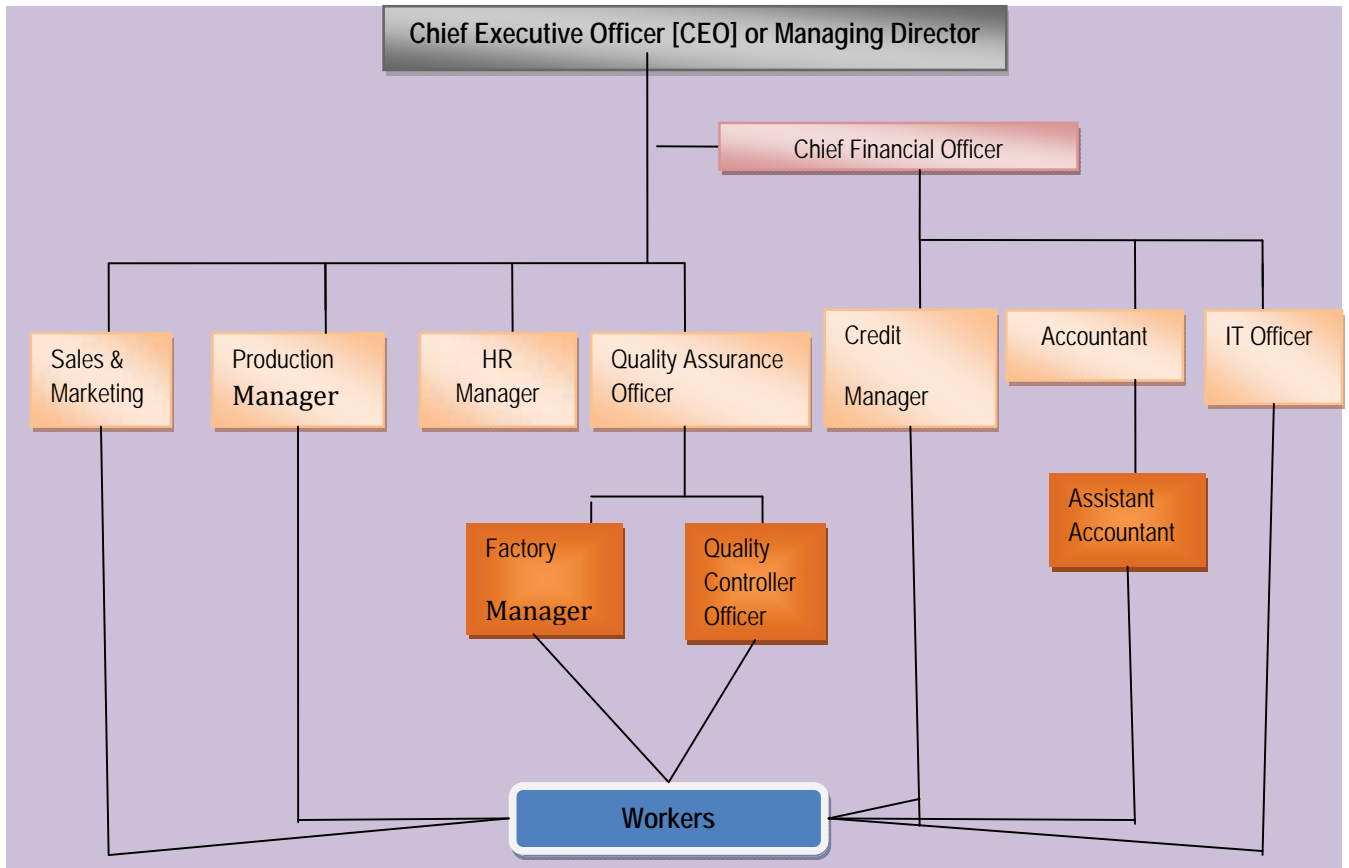 Chief Executive Officer [CEO] or Managing Director
Chief Financial Officer
Sales &
Marketing
Production
Manager
HR
Manager
Quality Assurance
Officer
Credit
Manager
Accountant
IT Officer
Assistant
Accountant
Factory
Manager
Quality
Controller
Officer
Workers